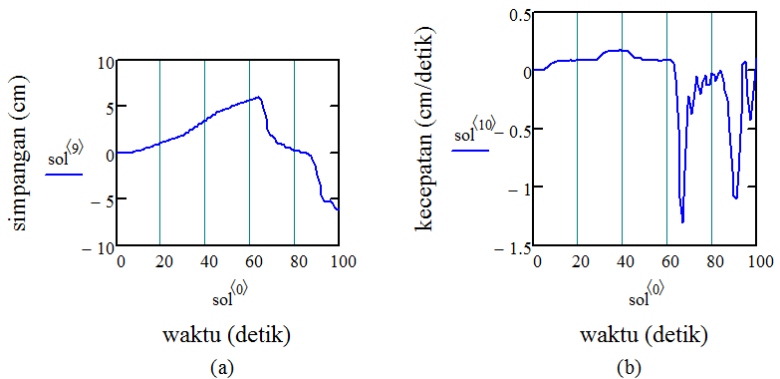 simpangan (cm)
sol⟨9⟩
10
5
0
− 5
− 10
0 20 40 60 80 100
sol⟨0⟩
waktu (detik)
(a)
kecepatan (cm/detik)
sol⟨10⟩
0.5
0
− 0.5
− 1
− 1.5
0 20 40 60 80 100
sol⟨0⟩
waktu (detik)
(b)